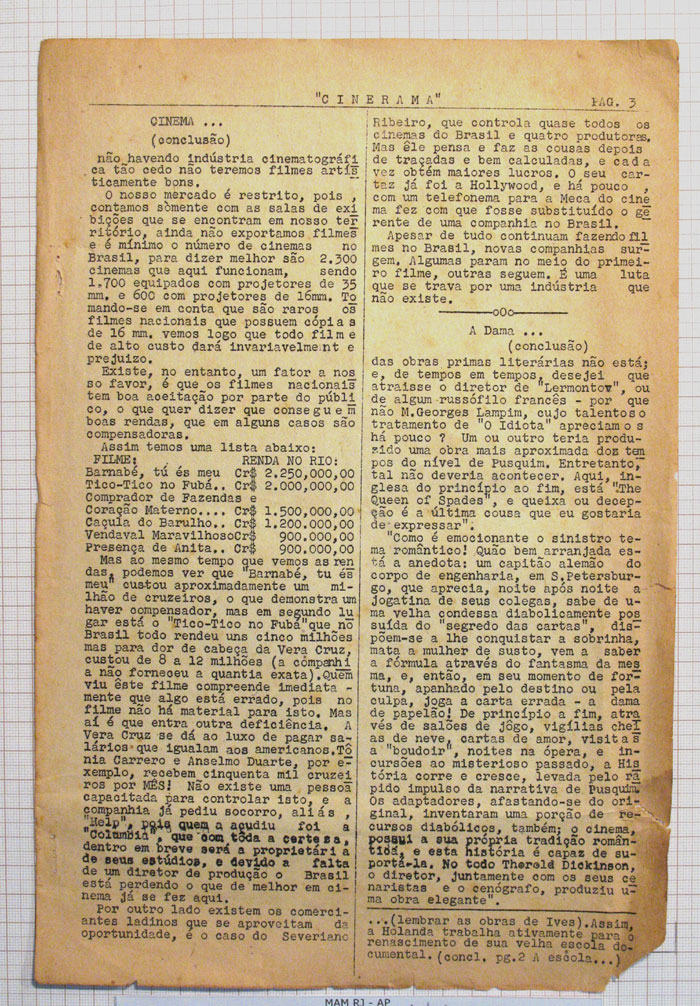 "CINERAMA" PAG. 3
CINEMA ...
(conclusão)
não havendo indústria cinematográfi
ca tão cedo não teremos filmes artís
ticamente bons.
O nosso mercado é restrito, pois ,
contamos sòmente com as salas de exi
bições que se encontram em nosso ter
ritório, ainda não exportamos filmes
e é mínimo o número de cinemas no
Brasil, para dizer melhor são 2.300
cinemas que aqui funcionam, sendo
1.700 equipados com projetores de 35
mm. e 600 com projetores de 16mm. To
mando-se em conta que são raros os
filmes nacionais que possuem cópias
de 16 mm. vemos logo que todo filme
de alto custo dará invariavelment e
prejuizo.
Existe, no entanto, um fator a nos
so favor, é que os filmes nacionais
tem boa aceitação por parte do públi
co, o que quer dizer que conseguem
boas rendas, que em alguns casos são
compensadoras.
Assim temos uma lista abaixo:
FILME: RENDA NO RIO:
Barnabé, tú és meu Cr$ 2.250,000,00
Tico-Tico no Fubá.. Cr$ 2.000,000,00
Comprador de Fazendas e
Coração Materno.... Cr$ 1.500,000,00
Caçula do Barulho.. Cr$ 1.200.000,00
Vendaval MaravilhosoCr$ 900.000,00
Presença de Anita.. Cr$ 900.000,00
Mas ao mesmo tempo que vemos as ren
das, podemos ver que "Barnabé, tu és
meu" custou aproximadamente um mi-
lhão de cruzeiros, o que demonstra um
haver compensador, mas em segundo lu
gar está o "Tico-Tico no Fubá"que no
Brasil todo rendeu uns cinco milhões
mas para dor de cabeça da Vera Cruz,
custou de 8 a 12 milhões (a companhi
a não forneceu a quantia exata).Quem
viu êste filme compreende imediata -
mente que algo está errado, pois no
filme não há material para isto. Mas
aí é que entra outra deficiência. A
Vera Cruz se dá ao luxo de pagar sa-
lários que igualam aos americanos.Tô
nia Carrero e Anselmo Duarte, por e-
xemplo, recebem cinquenta mil cruzei
ros por MÊS! Não existe uma pessoa
capacitada para controlar isto, e a
companhia já pediu socorro, aliás ,
"Help", pois quem a acudiu foi a
"Columbia", que com tôda a certesa,
dentro em breve será a proprietária
de seus estúdios, e devido a falta
de um diretor de produção o Brasil
está perdendo o que de melhor em ci-
nema já se fez aqui.
Por outro lado existem os comerci-
antes ladinos que se aproveitam da
oportunidade, é o caso do Severiano
Ribeiro, que controla quase todos os
cinemas do Brasil e quatro produtoras.
Mas êle pensa e faz as cousas depois
de traçadas e bem calculadas, e cada
vez obtém maiores lucros. O seu car-
taz já foi a Hollywood, e há pouco ,
com um telefonema para a Meca do cine
ma fez com que fosse substituído o ge
rente de uma companhia no Brasil.
Apesar de tudo continuam fazendo fil
mes no Brasil, novas companhias sur-
gem. Algumas param no meio do primei-
ro filme, outras seguem. É uma luta
que se trava por uma indústria que
não existe.
oOo
A Dama ...
(conclusão)
das obras primas literárias não está;
e, de tempos em tempos, desejei que
atraisse o diretor de "Lermontov", ou
de algum russófilo francês - por que
não M.Georges Lampim, cujo talentoso
tratamento de "O Idiota" apreciamo s
há pouco ? Um ou outro teria produ-
zido uma obra mais aproximada dos tem
pos do nível de Pusquim. Entretanto,
tal não deveria acontecer. Aqui, in-
glesa do princípio ao fim, está "The
Queen of Spades", e queixa ou decep-
ção é a última cousa que eu gostaria
de expressar".
"Como é emocionante o sinistro te-
ma romântico! Quão bem arranjada es-
tá a anedota: um capitão alemão do
corpo de engenharia, em S.Petersbur-
go, que aprecia, noite após noite a
jogatina de seus colegas, sabe de u-
ma velha condessa diabolicamente pos
suída do "segredo das cartas", dis-
põem-se a lhe conquistar a sobrinha,
mata a mulher de susto, vem a saber
a fórmula através do fantasma da mes
ma, e, então, em seu momento de for-
tuna, apanhado pelo destino ou pela
culpa, joga a carta errada - a dama
de papelão! De princípio a fim, atra
vés de salões de jôgo, vigílias chei
as de neve, cartas de amor, visitas
a "boudoir", noites na ópera, e in-
cursões ao misterioso passado, a His
tória corre e cresce, levada pelo rá
pido impulso da narrativa de Pusquim.
Os adaptadores, afastando-se do ori-
ginal, inventaram uma porção de re-
cursos diabólicos, também; o cinema,
possui a sua própria tradição român-
tica, e esta história é capaz de su-
portá-la. No todo Therold Dickinson,
o diretor, juntamente com os seus ce
naristas e o cenógrafo, produziu u-
ma obra elegante".
...(lembrar as obras de Ives).Assim,
a Holanda trabalha ativamente para o
renascimento de sua velha escola do-
cumental. (concl. pg.2 A escola...)
MAM RJ - AP